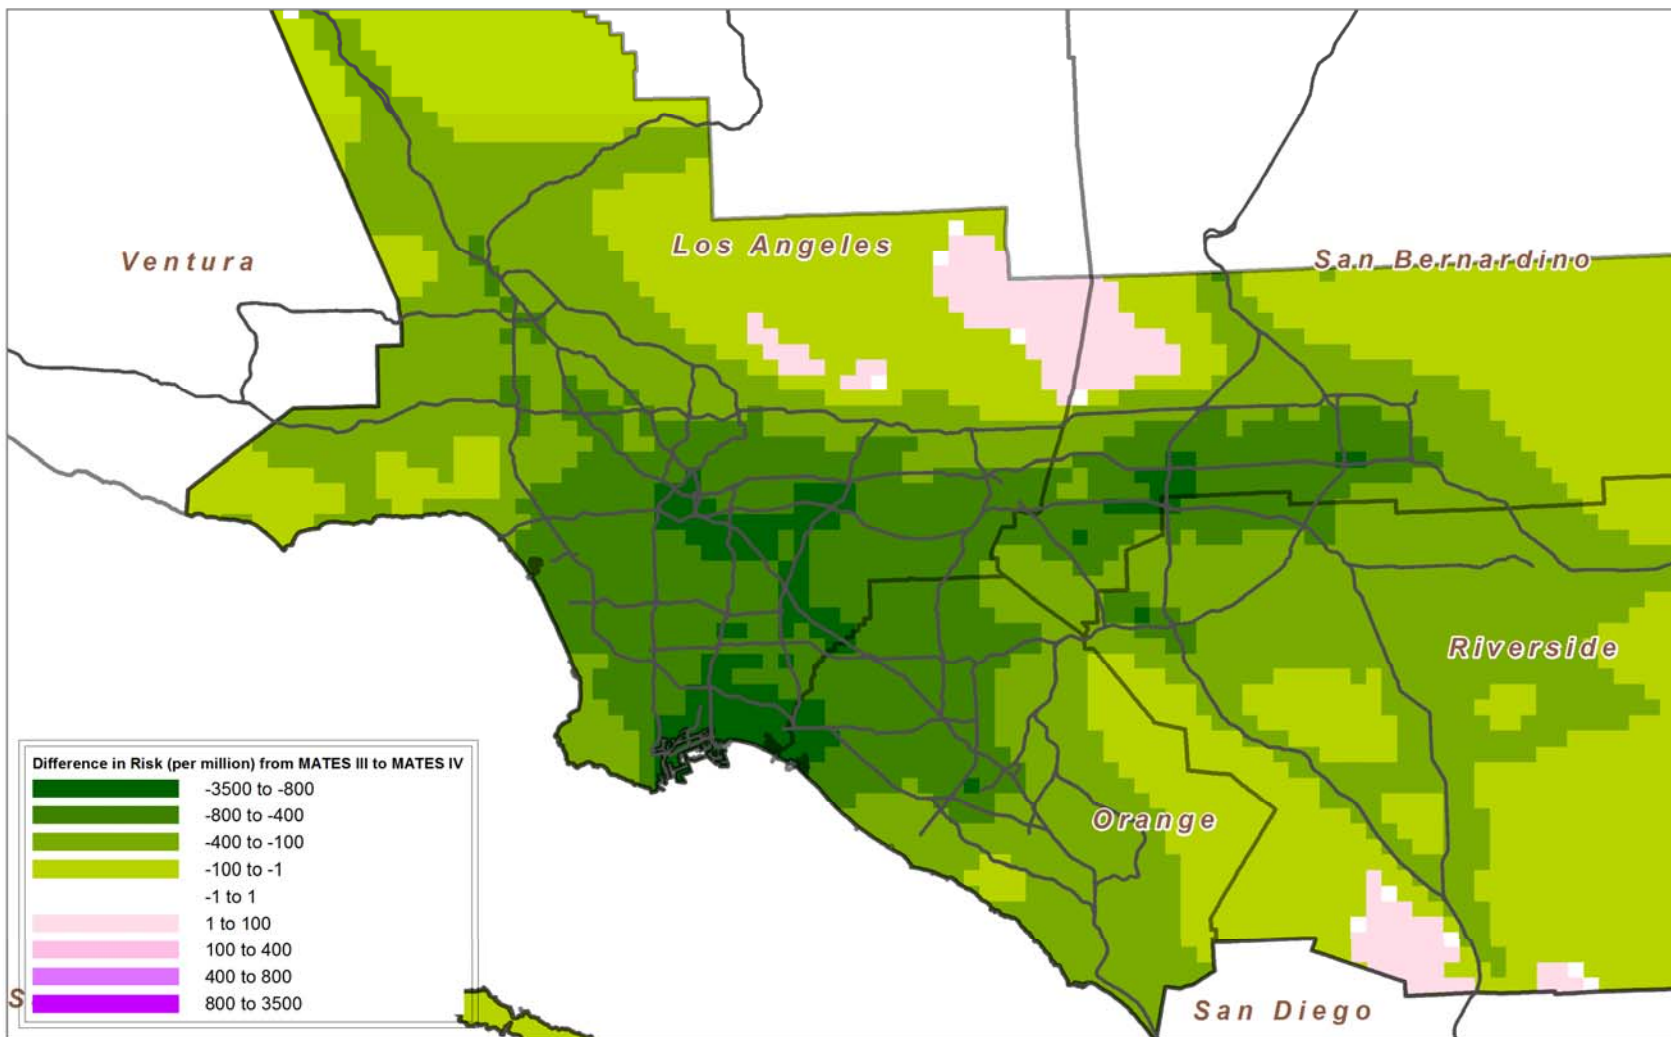 Ventura
Los Angeles
San Bernardino
Riverside
Orange
San Diego
S
Difference in Risk (per million) from MATES III to MATES IV
-3500 to -800
-800 to -400
-400 to -100
-100 to -1
-1 to 1
1 to 100
100 to 400
400 to 800
800 to 3500